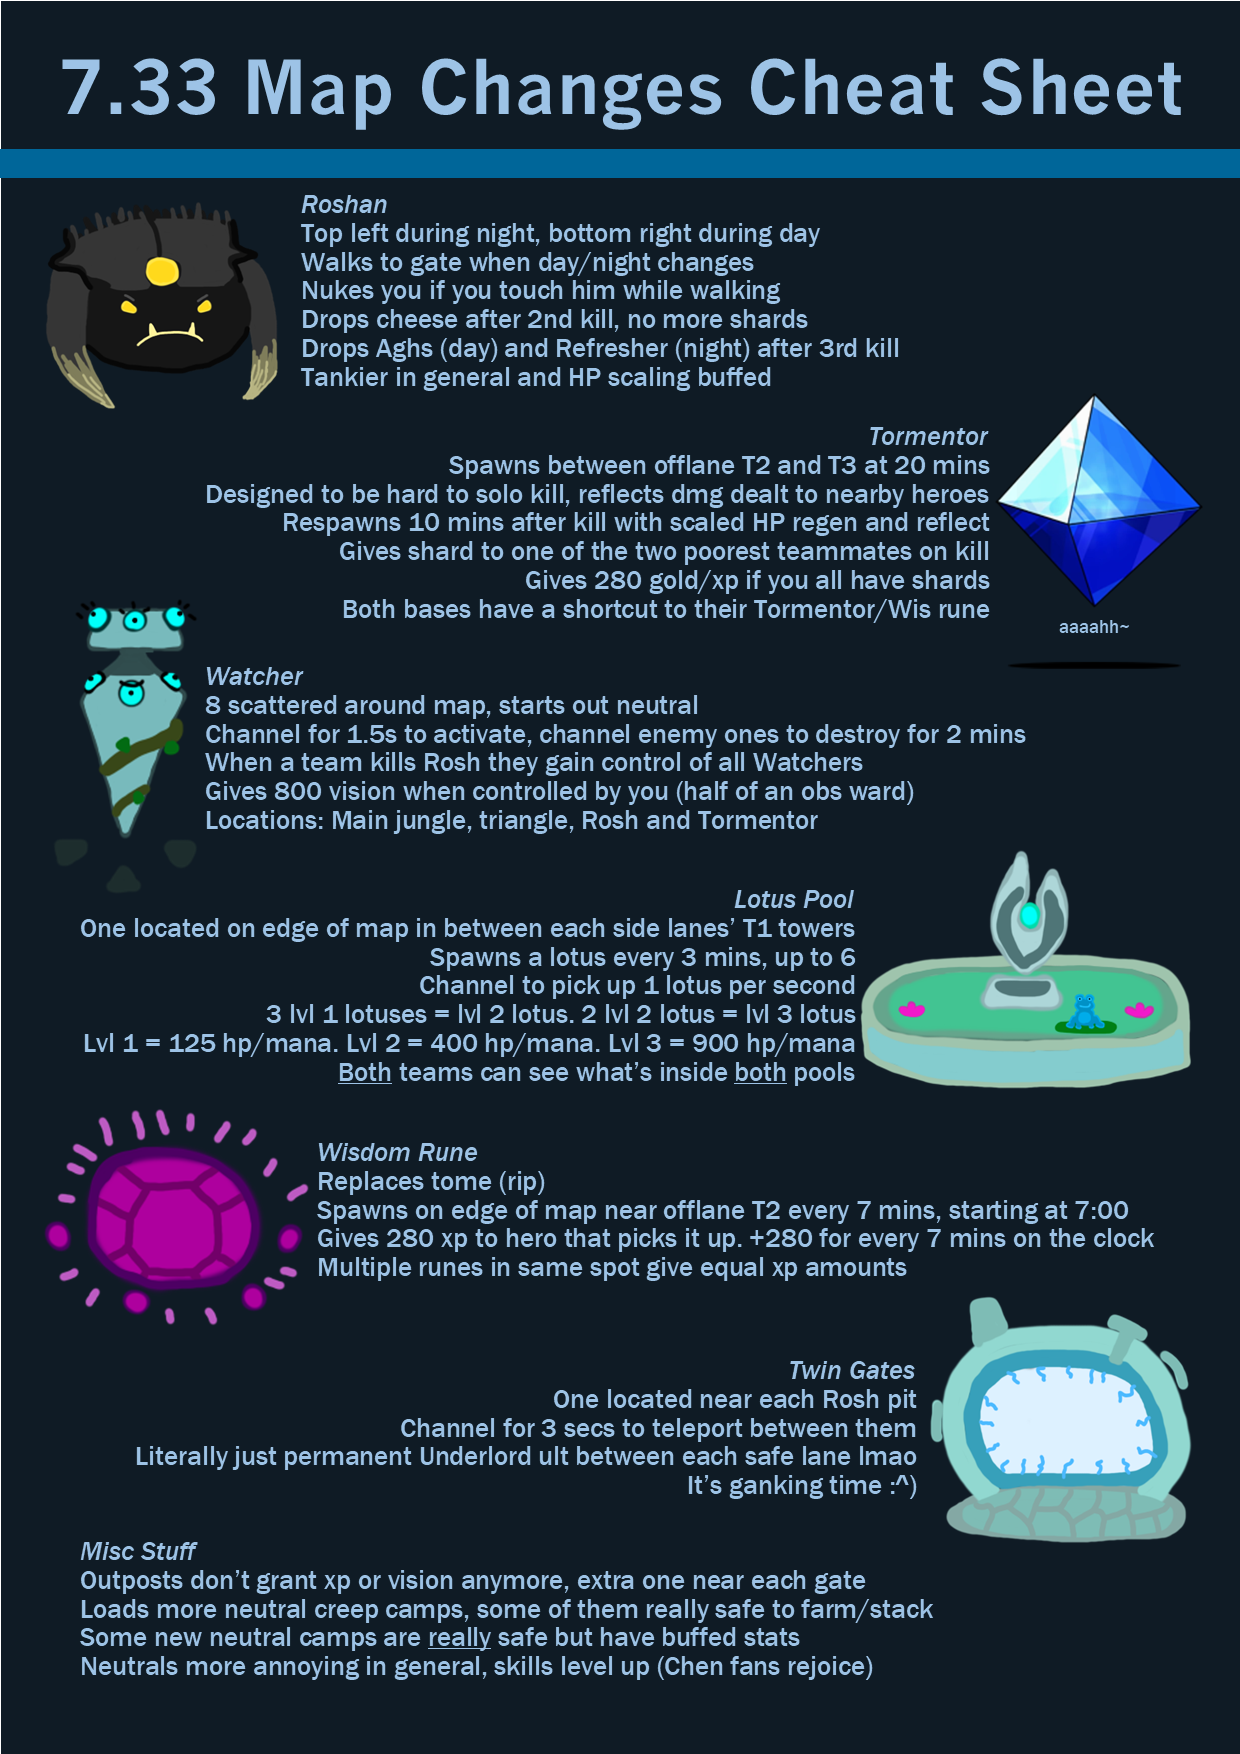 7.33 Map Changes Cheat Sheet
Roshan
Top left during night, bottom right during day
Walks to gate when day/night changes
Nukes you if you touch him while walking
Drops cheese after 2nd kill, no more shards
Drops Aghs (day) and Refresher (night) after 3rd kill
Tankier in general and HP scaling buffed
Tormentor
Spawns between offlane T2 and T3 at 20 mins
Designed to be hard to solo kill, reflects dmg dealt to nearby heroes
Respawns 10 mins after kill with scaled HP regen and reflect
Gives shard to one of the two poorest teammates on kill
Gives 280 gold/xp if you all have shards
Both bases have a shortcut to their Tormentor/Wis rune
aaaahh~
Watcher
8 scattered around map, starts out neutral
Channel for 1.5s to activate, channel enemy ones to destroy for 2 mins
When a team kills Rosh they gain control of all Watchers
Gives 800 vision when controlled by you (half of an obs ward)
Locations: Main jungle, triangle, Rosh and Tormentor
Lotus Pool
One located on edge of map in between each side lanes' T1 towers
Spawns a lotus every 3 mins, up to 6
Channel to pick up 1 lotus per second
3 lvl 1 lotuses = lvl 2 lotus. 2 lvl 2 lotus = lvl 3 lotus
Lvl 1 = 125 hp/mana. Lvl 2 = 400 hp/mana. Lvl 3 = 900 hp/mana
Both teams can see what's inside both pools
Wisdom Rune
Replaces tome (rip)
Spawns on edge of map near offlane T2 every 7 mins, starting at 7:00
Gives 280 xp to hero that picks it up. +280 for every 7 mins on the clock
Multiple runes in same spot give equal xp amounts
Twin Gates
One located near each Rosh pit
Channel for 3 secs to teleport between them
Literally just permanent Underlord ult between each safe lane lmao
It's ganking time :^)
Misc Stuff
Outposts don't grant xp or vision anymore, extra one near each gate
Loads more neutral creep camps, some of them really safe to farm/stack
Some new neutral camps are really safe but have buffed stats
Neutrals more annoying in general, skills level up (Chen fans rejoice)